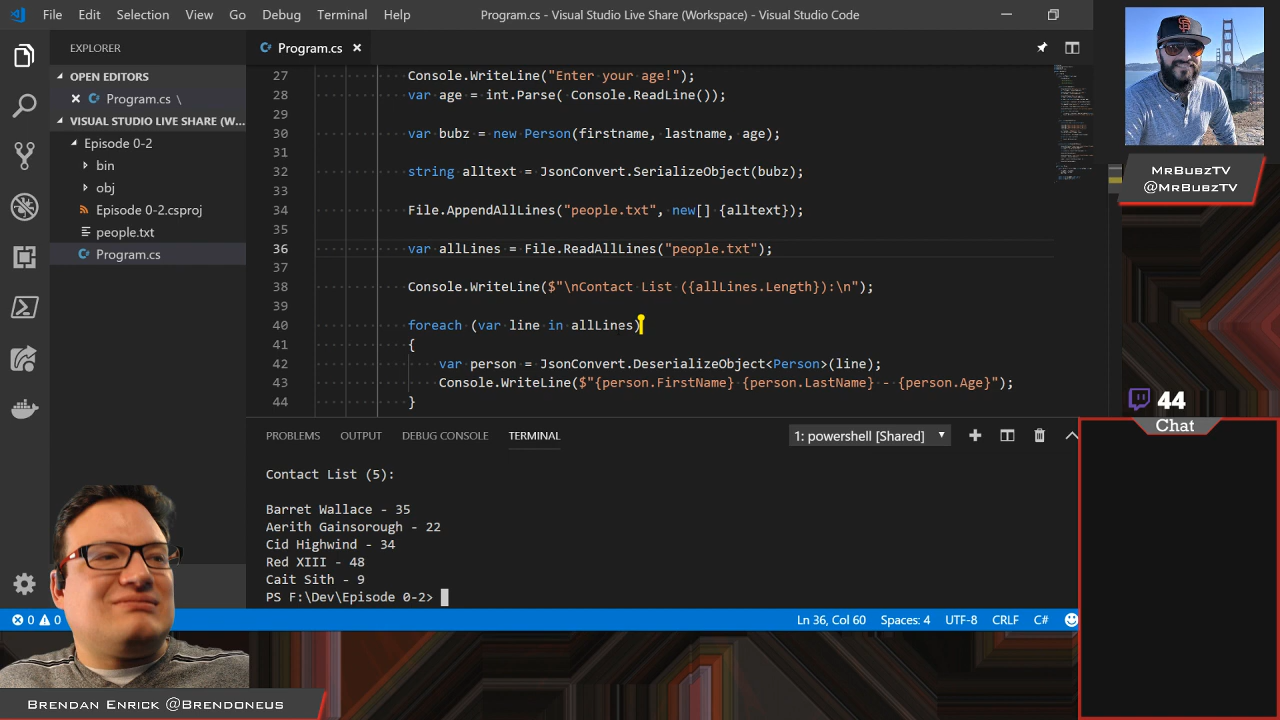 File Edit Selection View Go Debug Terminal Help
Program.cs - Visual Studio Live Share (Workspace) - Visual Studio Code
EXPLORER
OPEN EDITORS
Program.cs \
VISUAL STUDIO LIVE SHARE (W...
Episode 0-2
bin
obj
Episode 0-2.csproj
people.txt
Program.cs
Program.cs
27 Console.WriteLine("Enter your age!");
28 var age = int.Parse( Console.ReadLine());
29
30 var bubz = new Person(firstname, lastname, age);
31
32 string alltext = JsonConvert.SerializeObject(bubz);
33
34 File.AppendAllLines("people.txt", new[] {alltext});
35
36 var allLines = File.ReadAllLines("people.txt");
37
38 Console.WriteLine($"\nContact List ({allLines.Length}):\n");
39
40 foreach (var line in allLines)
41 {
42 var person = JsonConvert.DeserializeObject<Person>(line);
43 Console.WriteLine($"{person.FirstName} {person.LastName} - {person.Age}");
44 }
PROBLEMS OUTPUT DEBUG CONSOLE TERMINAL
1: powershell [Shared]
Contact List (5):
Barret Wallace - 35
Aerith Gainsorough - 22
Cid Highwind - 34
Red XIII - 48
Cait Sith - 9
PS F:\Dev\Episode 0-2>
0 0
Ln 36, Col 60 Spaces: 4 UTF-8 CRLF C#
MrBubzTV
@MrBubzTV
44
Chat
Brendan Enrick @Brendoneus